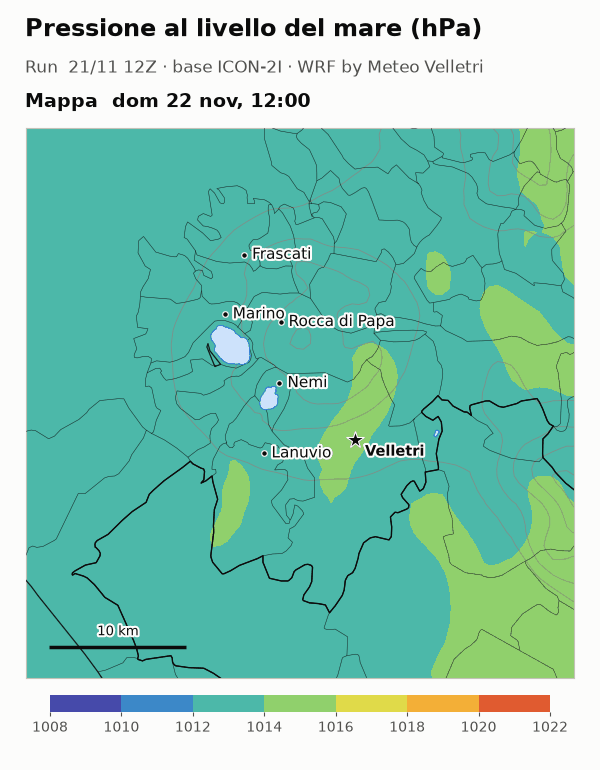 Pressione al livello del mare (hPa)
Run  21/11 12Z · base ICON-2I · WRF by Meteo Velletri
Mappa  dom 22 nov, 12:00
Frascati
Marino
Rocca di Papa
Nemi
Velletri
Lanuvio
10 km
1008 1010 1012 1014 1016 1018 1020 1022